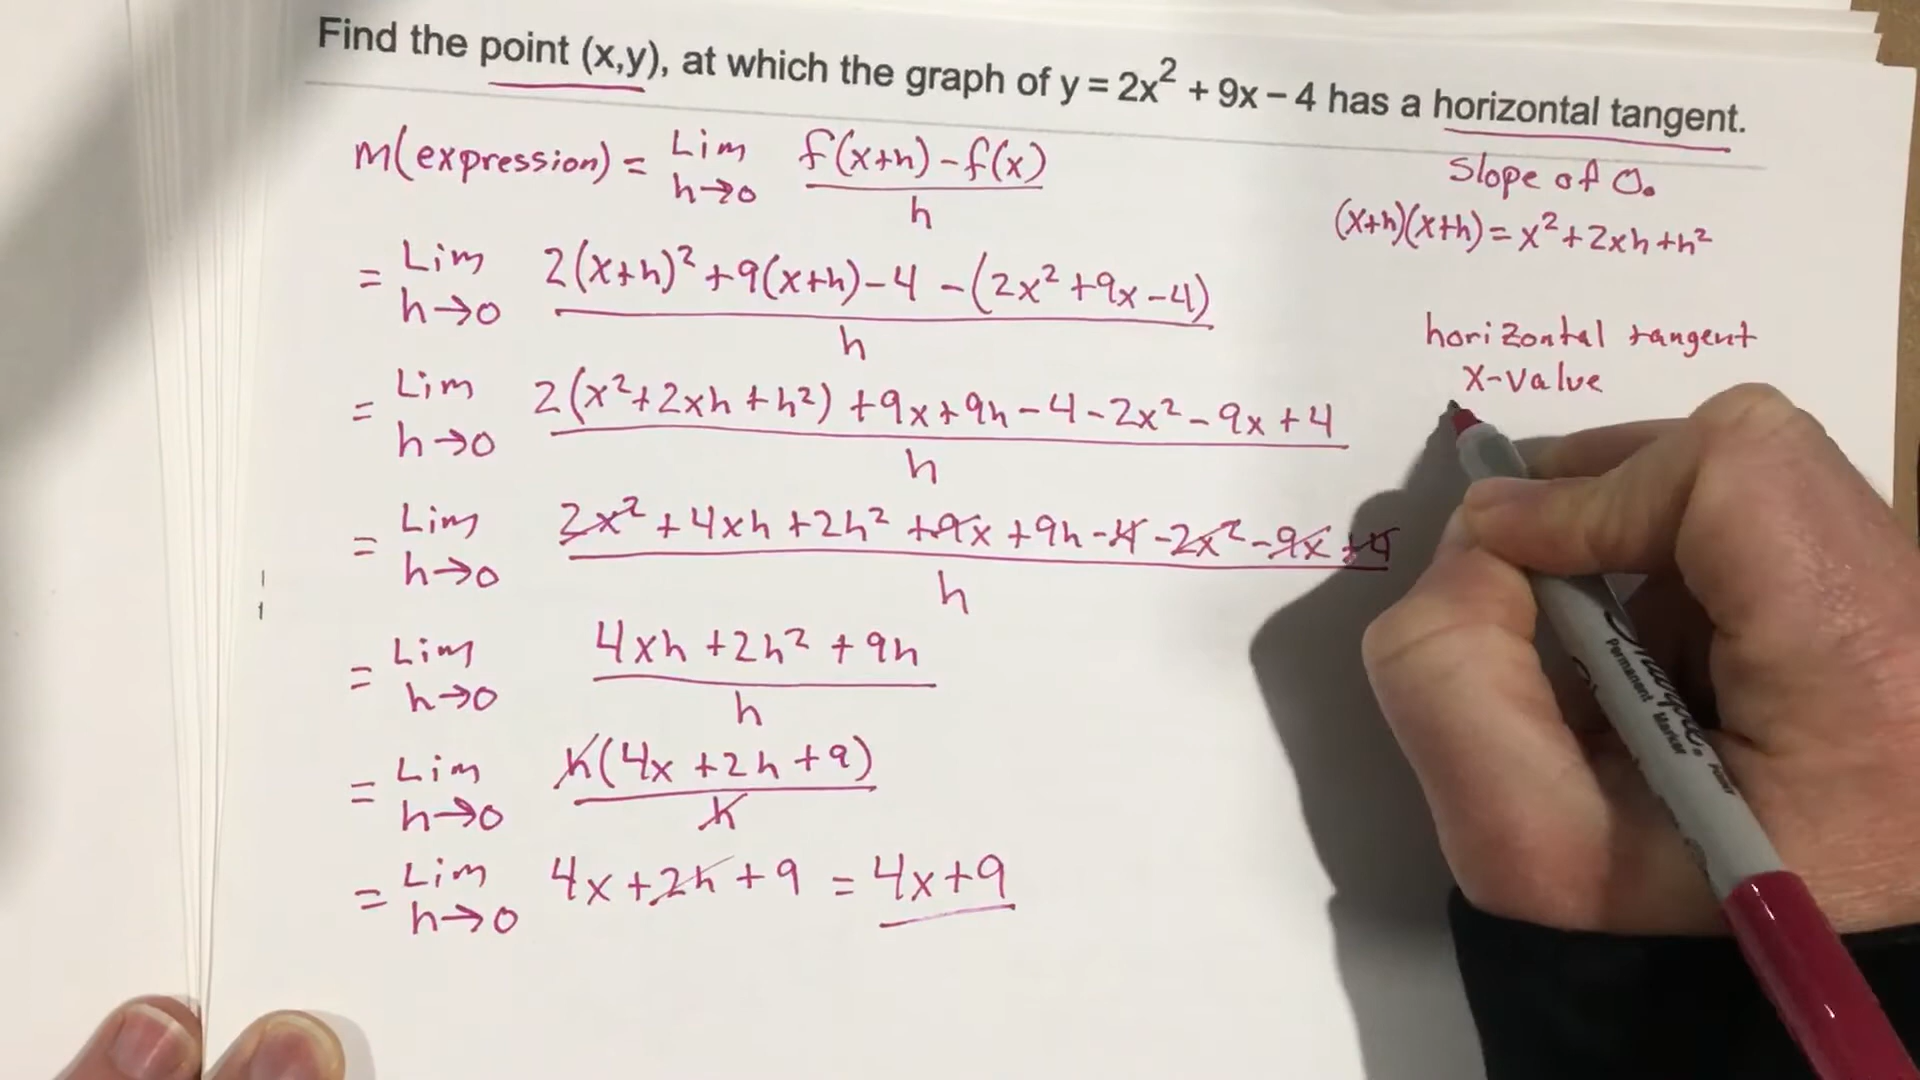 Find the point (x,y), at which the graph of y = 2x² + 9x − 4 has a horizontal tangent.
m(expression) = Lim h→0 f(x+h) - f(x) / h
Slope of 0.
(x+h)(x+h) = x² + 2xh + h²
= Lim h→0 2(x+h)² + 9(x+h) - 4 - (2x² + 9x - 4) / h
horizontal tangent
x-value
= Lim h→0 2(x² + 2xh + h²) + 9x + 9h - 4 - 2x² - 9x + 4 / h
= Lim h→0 2x² + 4xh + 2h² + 9x + 9h - 4 - 2x² - 9x + 4 / h
= Lim h→0 4xh + 2h² + 9h / h
= Lim h→0 h(4x + 2h + 9) / h
= Lim h→0 4x + 2h + 9 = 4x + 9
Sharpie.
Permanent Marker